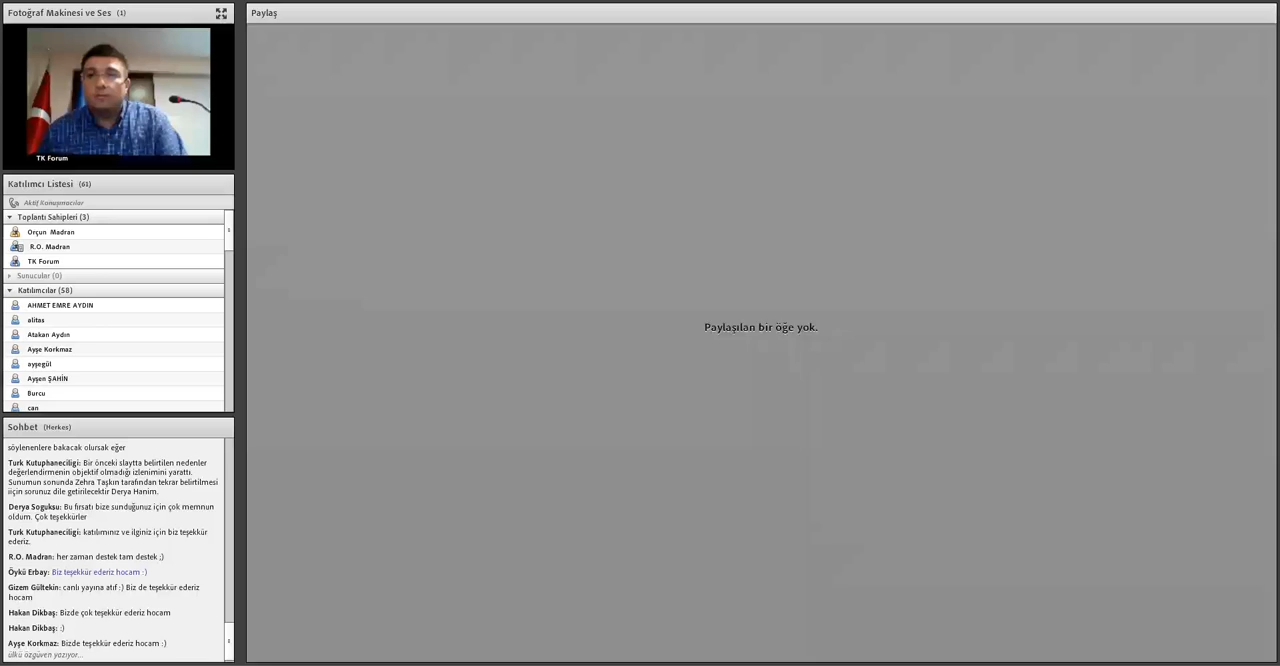 Fotoğraf Makinesi ve Ses (1)
TK Forum
Katılımcı Listesi (61)
Aktif Konuşmacılar
Toplantı Sahipleri (3)
Orçun Madran
R.O. Madran
TK Forum
Sunucular (0)
Katılımcılar (58)
AHMET EMRE AYDIN
alitas
Atakan Aydın
Ayşe Korkmaz
ayşegül
Ayşen ŞAHİN
Burcu
can
Sohbet (Herkes)
söylenenlere bakacak olursak eğer
Turk Kutuphaneciligi: Bir önceki slaytta belirtilen nedenler
değerlendirmenin objektif olmadığı izlenimini yarattı.
Sunumun sonunda Zehra Taşkın tarafından tekrar belirtilmesi
iiçin sorunuz dile getirilecektir Derya Hanim.
Derya Soguksu: Bu fırsatı bize sunduğunuz için çok memnun
oldum. Çok teşekkürler
Turk Kutuphaneciligi: katılımınız ve ilginiz için biz teşekkür
ederiz.
R.O. Madran: her zaman destek tam destek ;)
Öykü Erbay: Biz teşekkür ederiz hocam :)
Gizem Gültekin: canlı yayına atıf :) Biz de teşekkür ederiz
hocam
Hakan Dikbaş: Bizde çok teşekkür ederiz hocam
Hakan Dikbaş: :)
Ayşe Korkmaz: Bizde teşekkür ederiz hocam :)
ülkü özgüven yazıyor...
Paylaş
Paylaşılan bir öğe yok.